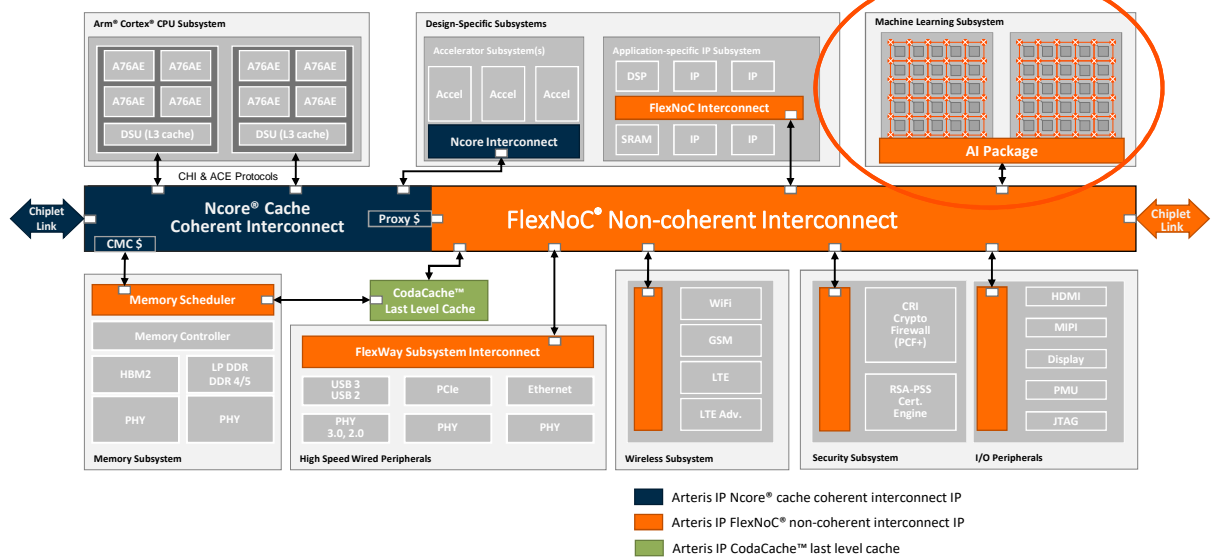 Arm® Cortex® CPU Subsystem
A76AE
A76AE
A76AE
A76AE
DSU (L3 cache)
A76AE
A76AE
A76AE
A76AE
DSU (L3 cache)
Design-Specific Subsystems
Accelerator Subsystem(s)
Accel
Accel
Accel
Ncore Interconnect
Application-specific IP Subsystem
DSP
IP
IP
FlexNoC Interconnect
SRAM
IP
IP
Machine Learning Subsystem
AI Package
CHI & ACE Protocols
Chiplet
Link
Ncore® Cache
Coherent Interconnect
Proxy $
CMC $
FlexNoC® Non-coherent Interconnect
Chiplet
Link
Memory Scheduler
Memory Controller
HBM2
LP DDR
DDR 4/5
PHY
PHY
Memory Subsystem
CodaCache™
Last Level Cache
FlexWay Subsystem Interconnect
USB 3
USB 2
PCIe
Ethernet
PHY
3.0, 2.0
PHY
PHY
High Speed Wired Peripherals
WiFi
GSM
LTE
LTE Adv.
Wireless Subsystem
CRI
Crypto
Firewall
(PCF+)
RSA-PSS
Cert.
Engine
Security Subsystem
HDMI
MIPI
Display
PMU
JTAG
I/O Peripherals
Arteris IP Ncore® cache coherent interconnect IP
Arteris IP FlexNoC® non-coherent interconnect IP
Arteris IP CodaCache™ last level cache